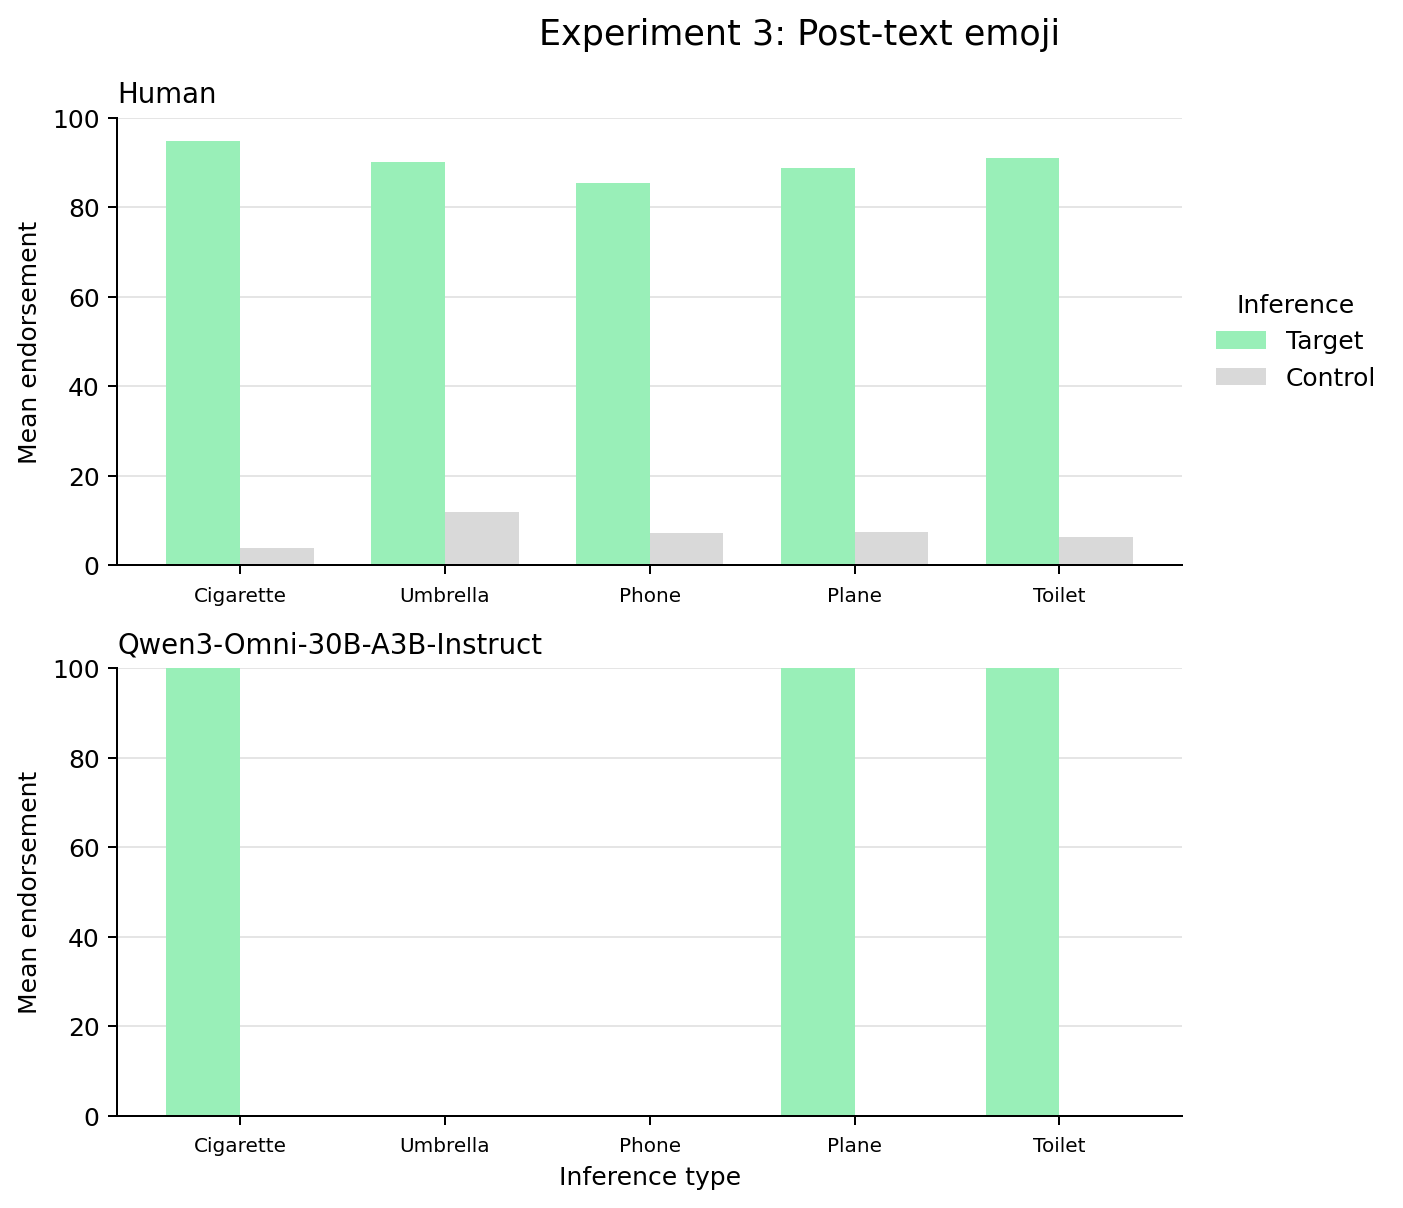 Experiment 3: Post-text emoji
Human
Mean endorsement
100
80
60
40
20
0
Cigarette Umbrella Phone Plane Toilet
Inference
Target
Control
Qwen3-Omni-30B-A3B-Instruct
Mean endorsement
100
80
60
40
20
0
Cigarette Umbrella Phone Plane Toilet
Inference type